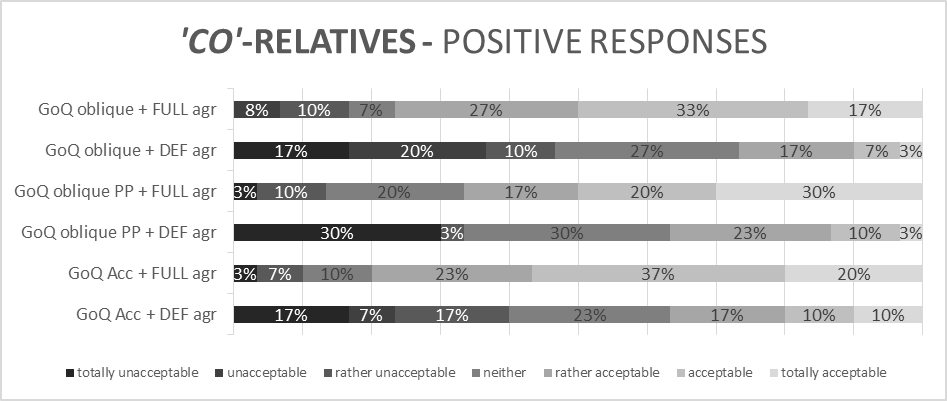 'CO'-RELATIVES - POSITIVE RESPONSES
GoQ oblique + FULL agr 8% 10% 7% 27% 33% 17%
GoQ oblique + DEF agr 17% 20% 10% 27% 17% 7% 3%
GoQ oblique PP + FULL agr 3% 10% 20% 17% 20% 30%
GoQ oblique PP + DEF agr 30% 3% 30% 23% 10% 3%
GoQ Acc + FULL agr 3% 7% 10% 23% 37% 20%
GoQ Acc + DEF agr 17% 7% 17% 23% 17% 10% 10%
totally unacceptable unacceptable rather unacceptable neither rather acceptable acceptable totally acceptable